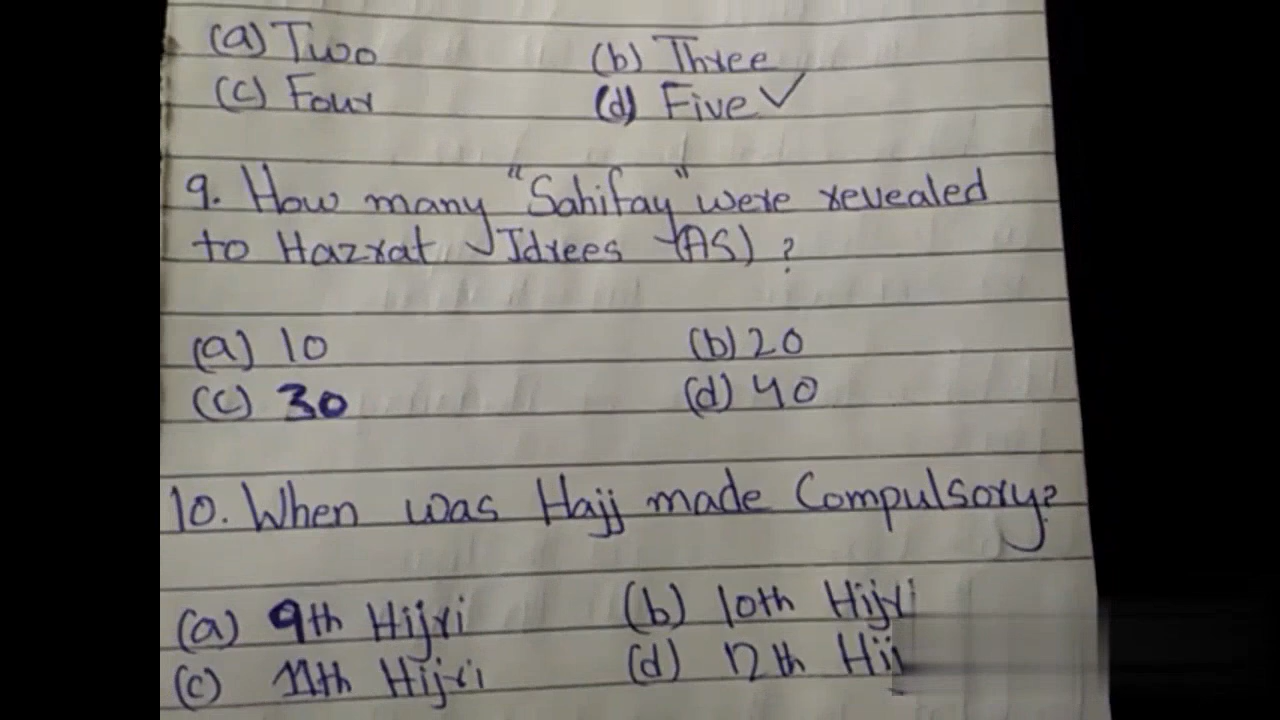 (a) Two (b) Three
(c) Four (d) Five ✓
9. How many "Sahifay" were revealed
to Hazrat Idrees (AS) ?
(a) 10 (b) 20
(c) 30 (d) 40
10. When was Hajj made Compulsory?
(a) 9th Hijri (b) 10th Hijri
(c) 11th Hijri (d) 12th Hij